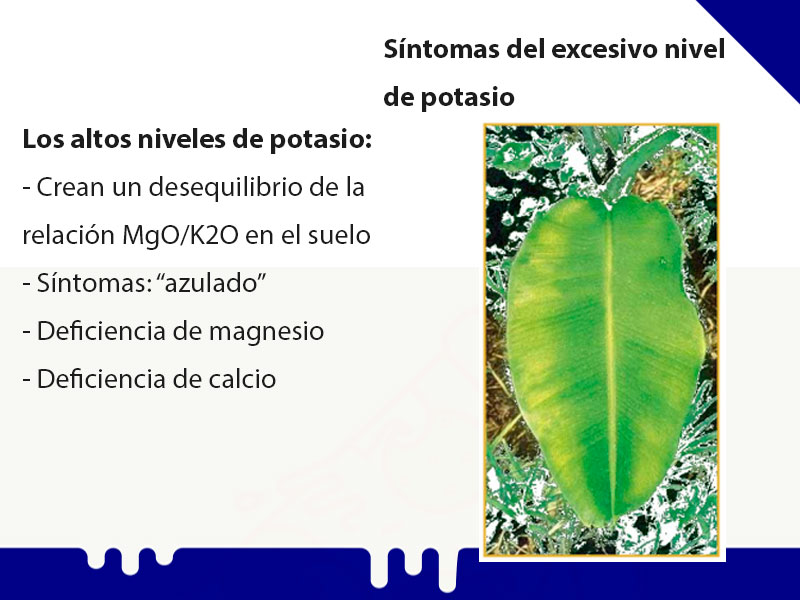 Síntomas del excesivo nivel
de potasio
Los altos niveles de potasio:
- Crean un desequilibrio de la
relación MgO/K2O en el suelo
- Síntomas: “azulado”
- Deficiencia de magnesio
- Deficiencia de calcio